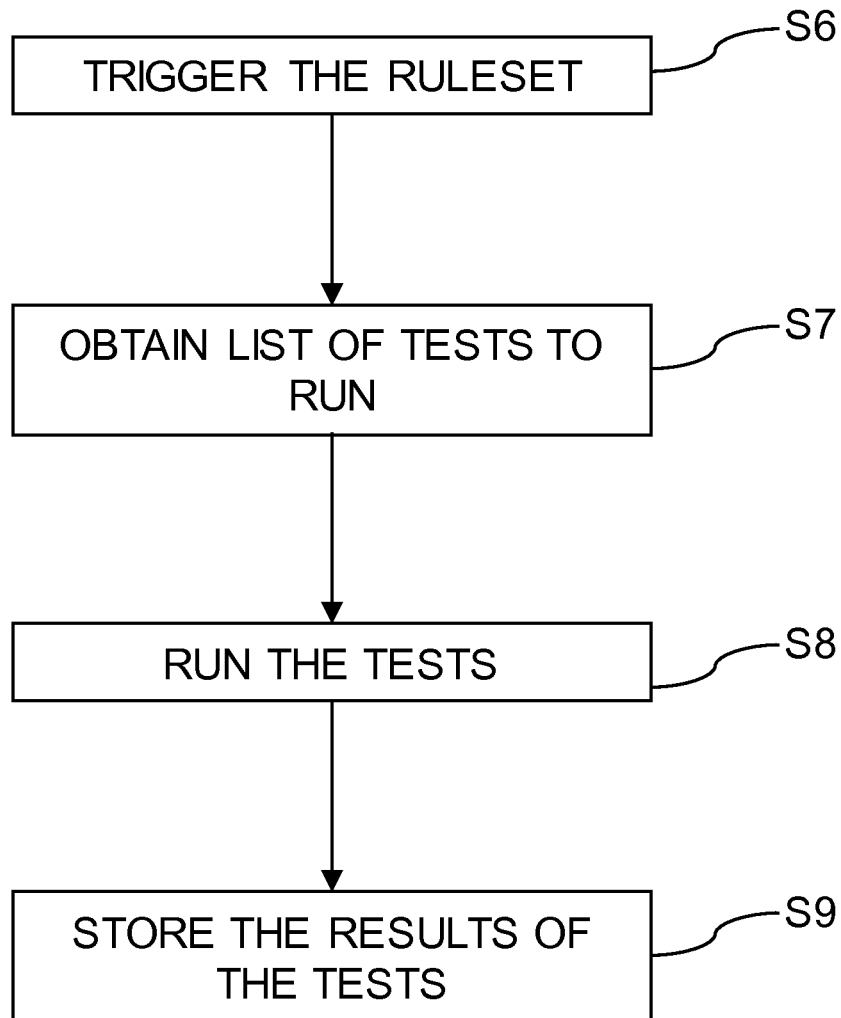 S6
TRIGGER THE RULESET
S7
OBTAIN LIST OF TESTS TO
RUN
S8
RUN THE TESTS
S9
STORE THE RESULTS OF
THE TESTS